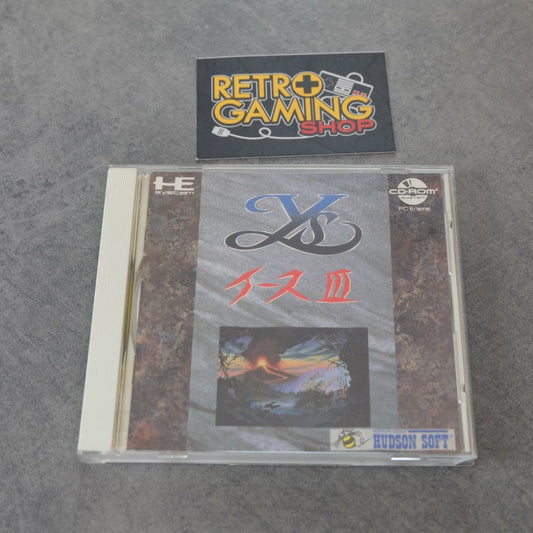 RETRO
GAMING
SHOP
HE
SYSTEM
CD-ROM²
PC Engine
Ys
イース III
HUDSON SOFT